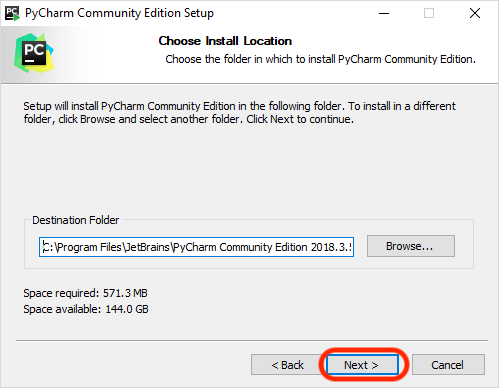 PyCharm Community Edition Setup
PC
Choose Install Location
Choose the folder in which to install PyCharm Community Edition.
Setup will install PyCharm Community Edition in the following folder. To install in a different
folder, click Browse and select another folder. Click Next to continue.
Destination Folder
C:\Program Files\JetBrains\PyCharm Community Edition 2018.3.5
Browse...
Space required: 571.3 MB
Space available: 144.0 GB
< Back
Next >
Cancel